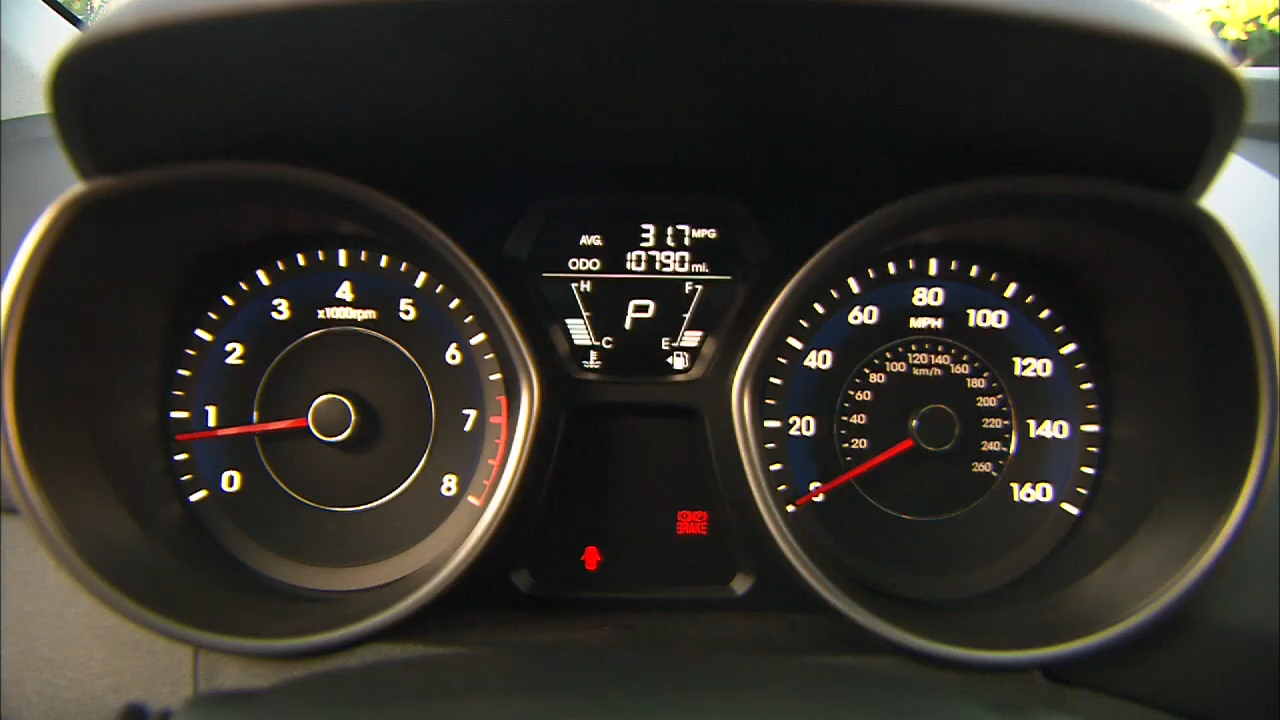 AVG. 31.7 MPG
ODO 10790 mi.
H F
P
C E
0 1 2 3 4 5 6 7 8
x1000rpm
0 20 40 60 80 100 120 140 160
MPH
20 40 60 80 100 120 140 160 180 200 220 240 260
km/h
BRAKE